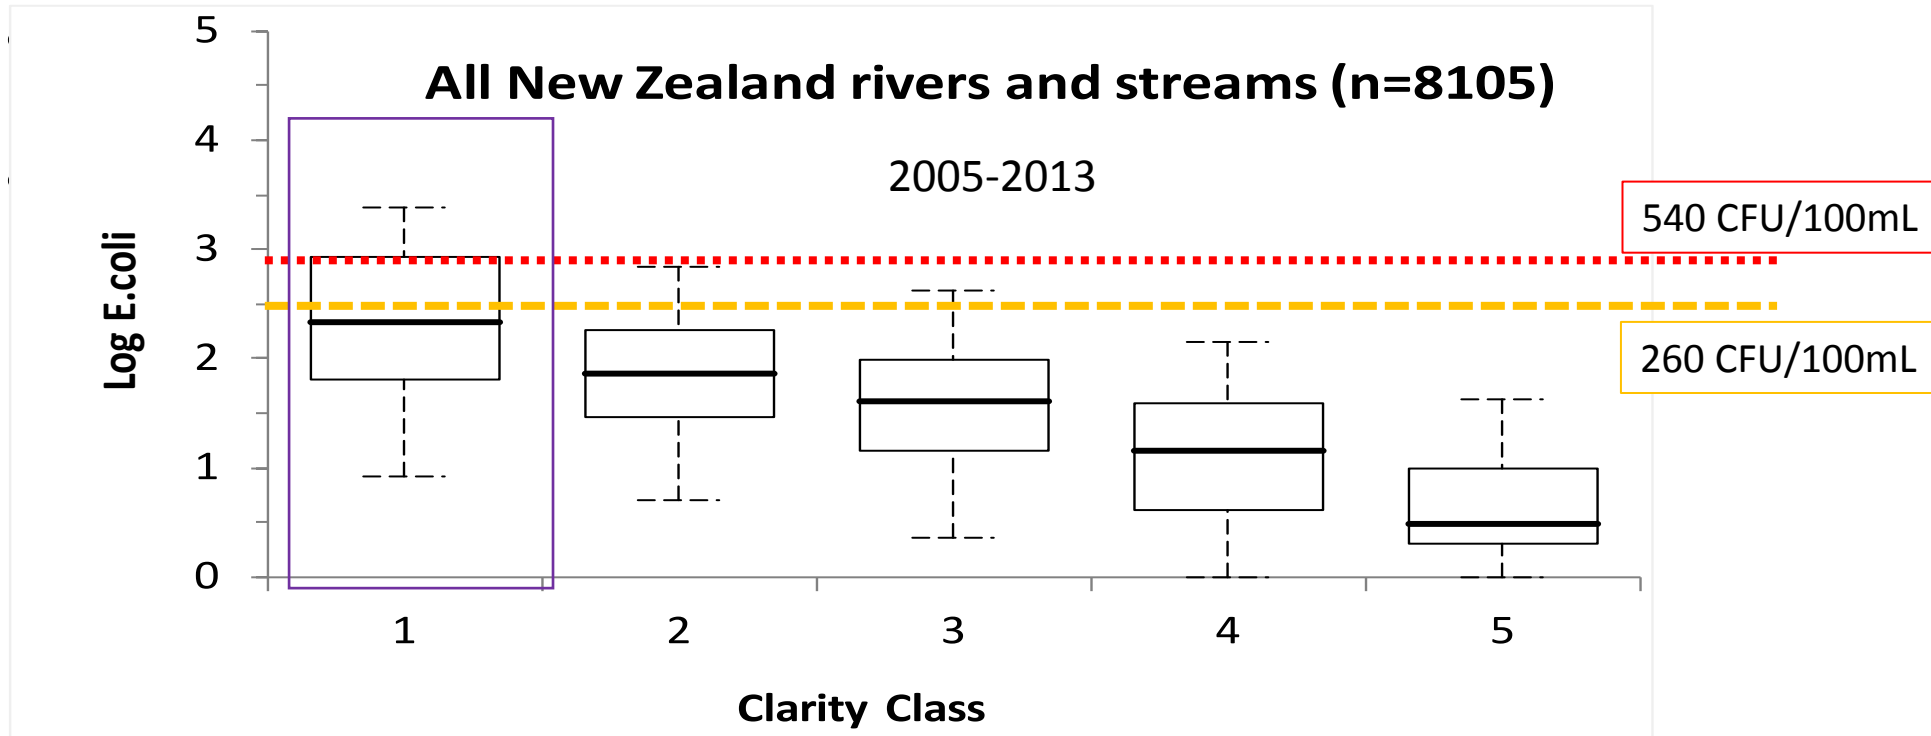 All New Zealand rivers and streams (n=8105)
2005-2013
5
4
3
2
1
0
Log E.coli
540 CFU/100mL
260 CFU/100mL
1 2 3 4 5
Clarity Class